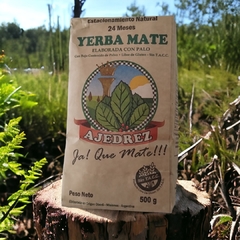 Estacionamiento Natural
24 Meses
YERBA MATE
ELABORADA CON PALO
AJEDREZ
Ja! Que Mate!!!
Peso Neto
500 g